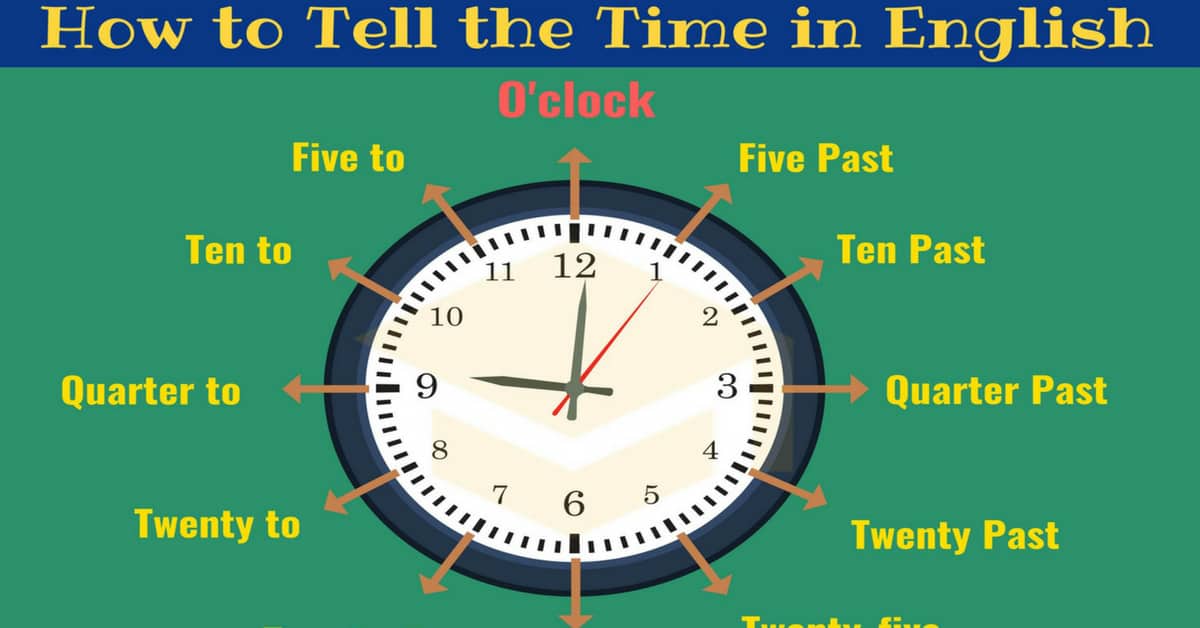 How to Tell the Time in English
O'clock
Five to
Five Past
Ten to
Ten Past
Quarter to
Quarter Past
Twenty to
Twenty Past
Twenty-five
12
1
2
3
4
5
6
7
8
9
10
11